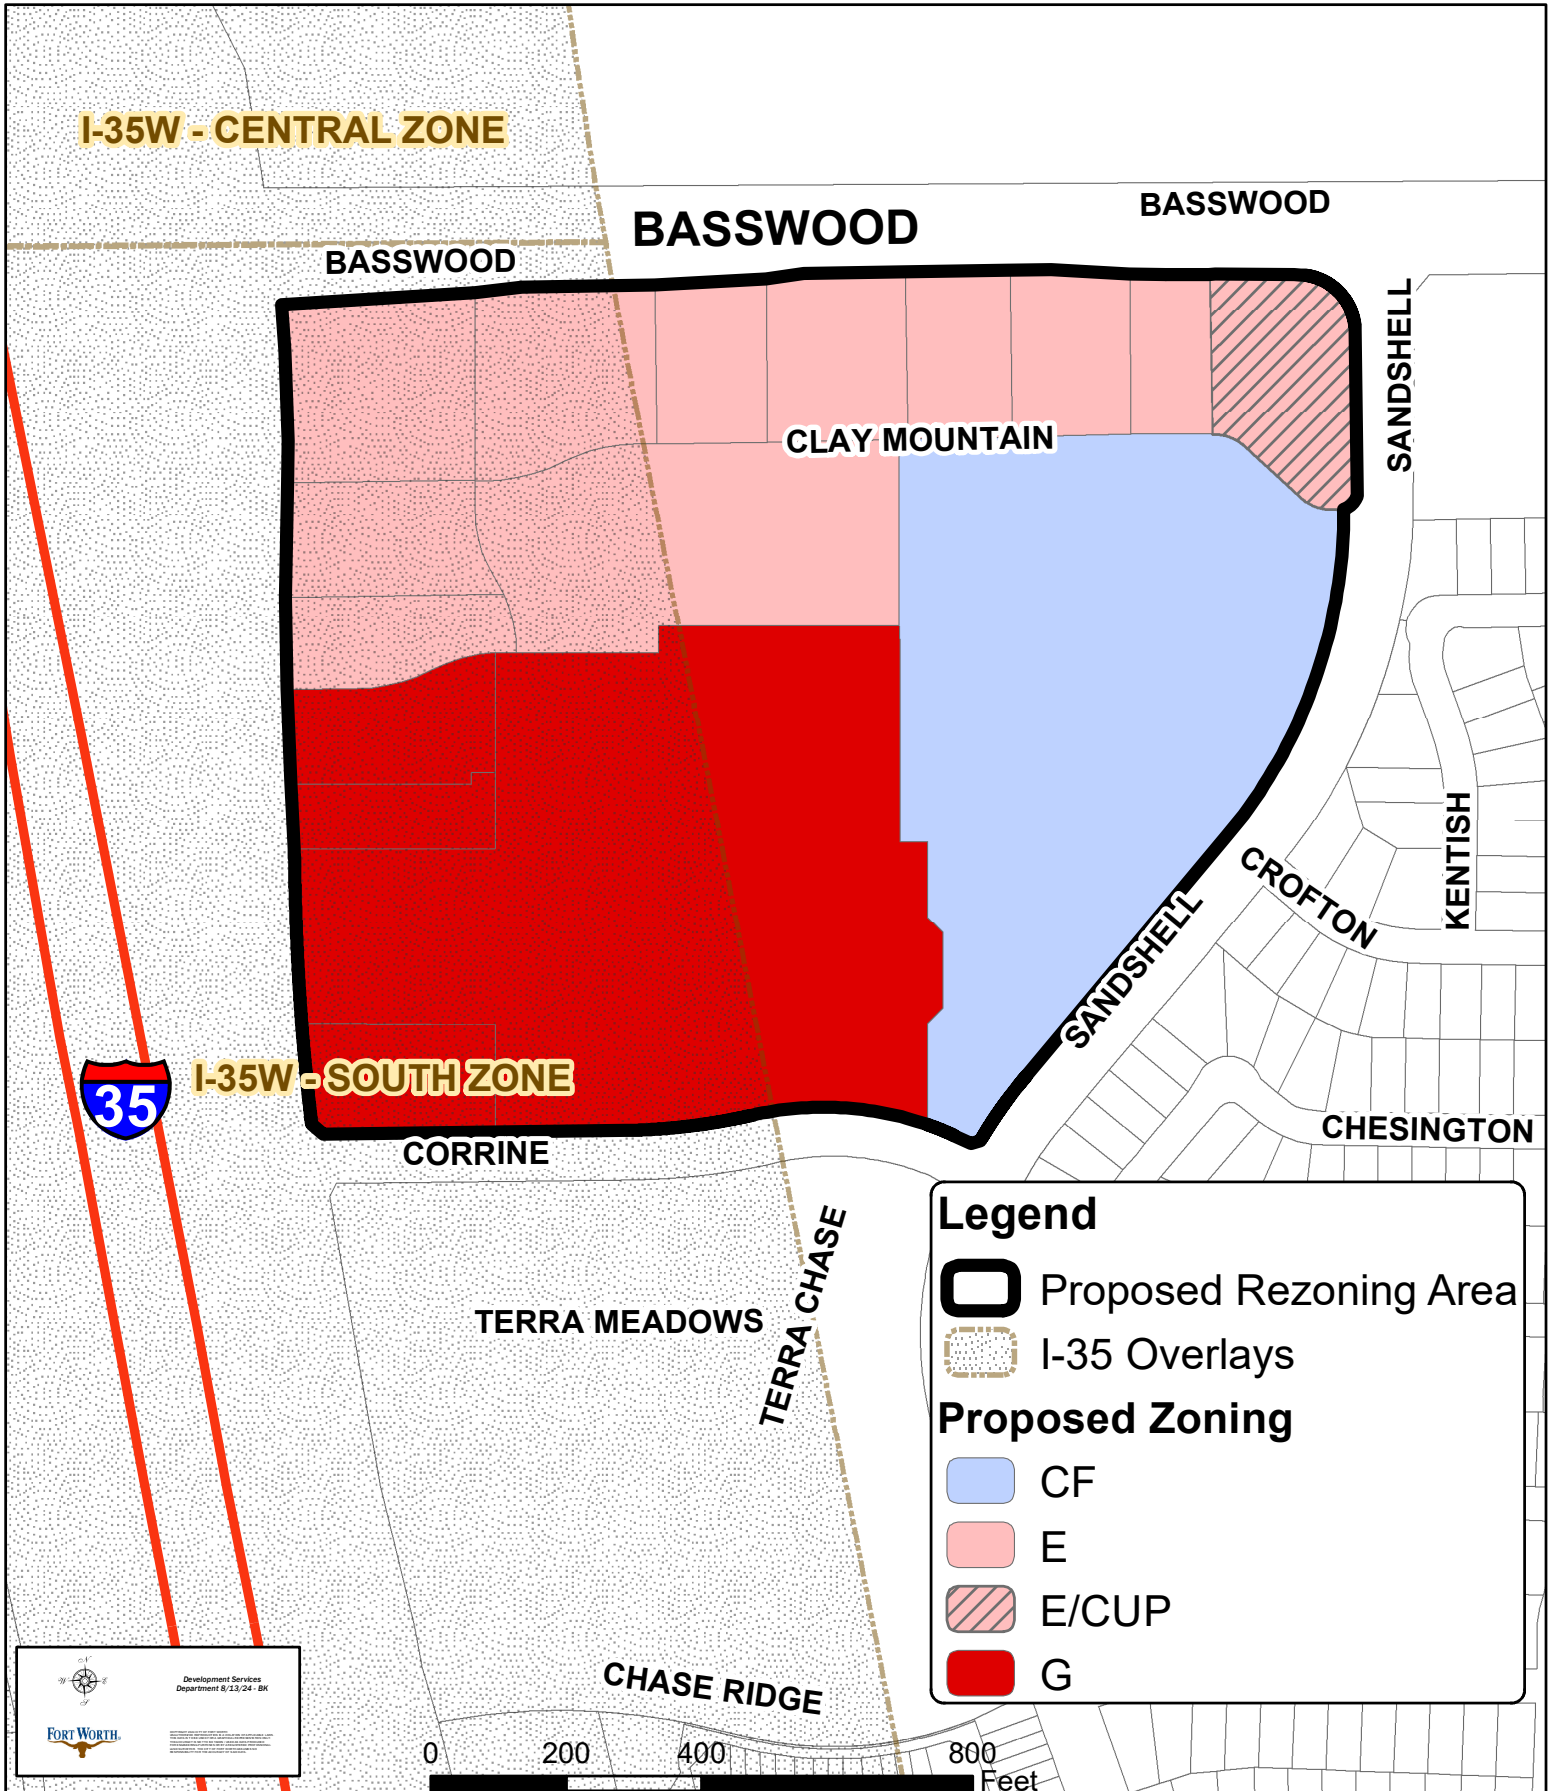 I-35W - CENTRAL ZONE
BASSWOOD
BASSWOOD
BASSWOOD
SANDSHELL
CLAY MOUNTAIN
KENTISH
CROFTON
SANDSHELL
35
I-35W - SOUTH ZONE
CORRINE
CHESINGTON
TERRA MEADOWS
TERRA CHASE
CHASE RIDGE
Legend
Proposed Rezoning Area
I-35 Overlays
Proposed Zoning
CF
E
E/CUP
G
N
W E
S
Development Services
Department 8/13/24 - BK
FORT WORTH
0 200 400 800
Feet